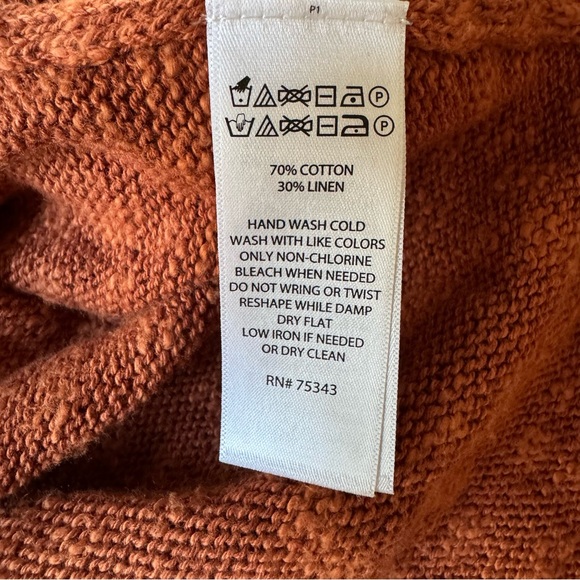 P1
P
P
70% COTTON
30% LINEN
HAND WASH COLD
WASH WITH LIKE COLORS
ONLY NON-CHLORINE
BLEACH WHEN NEEDED
DO NOT WRING OR TWIST
RESHAPE WHILE DAMP
DRY FLAT
LOW IRON IF NEEDED
OR DRY CLEAN
RN# 75343